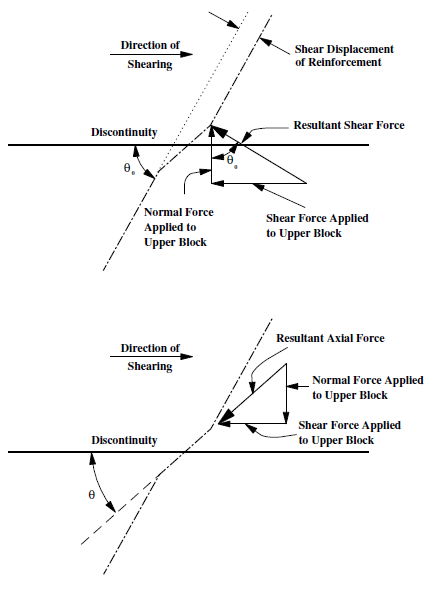 Direction of
Shearing
Shear Displacement
of Reinforcement
Discontinuity
Resultant Shear Force
θ₀
θ₀
Normal Force
Applied to
Upper Block
Shear Force Applied
to Upper Block
Direction of
Shearing
Resultant Axial Force
Normal Force Applied
to Upper Block
Shear Force Applied
to Upper Block
Discontinuity
θ